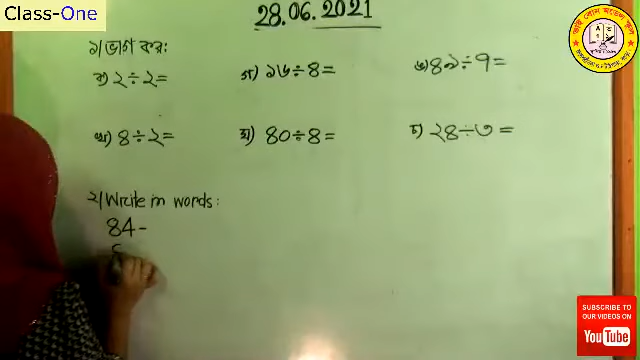 Class-One
28.06.2021
১/ ভাগ কর:
ক) ২÷২= গ) ১৬÷৪= ঙ) ৪৯÷৭=
খ) ৪÷২= ঘ) ৪০÷৪= চ) ২৪÷৩=
২/ Write in words:
84-
SUBSCRIBE TO
OUR VIDEOS ON
YouTube